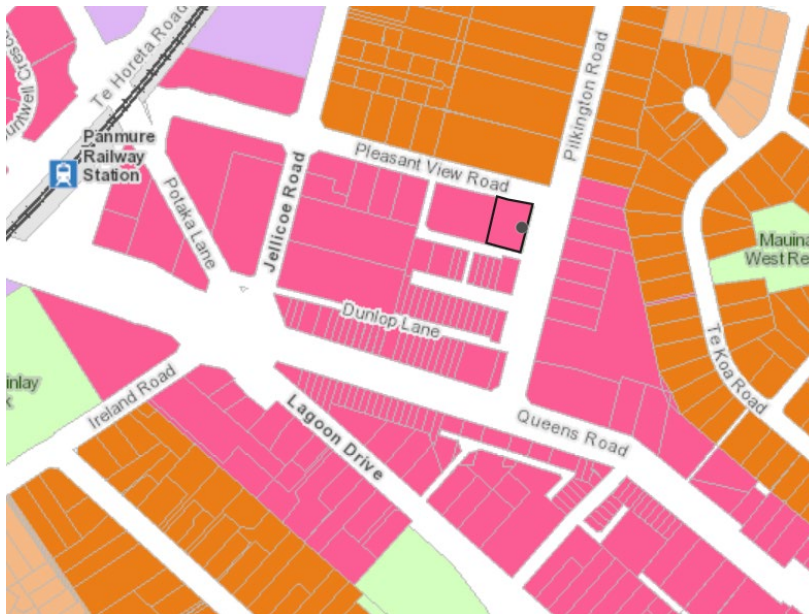 Te Horeta Road
Panmure
Railway
Station
Potaka Lane
Jellicoe Road
Pleasant View Road
Pilkington Road
Dunlop Lane
Mauina
West Re
Te Koa Road
Queens Road
Ireland Road
Lagoon Drive